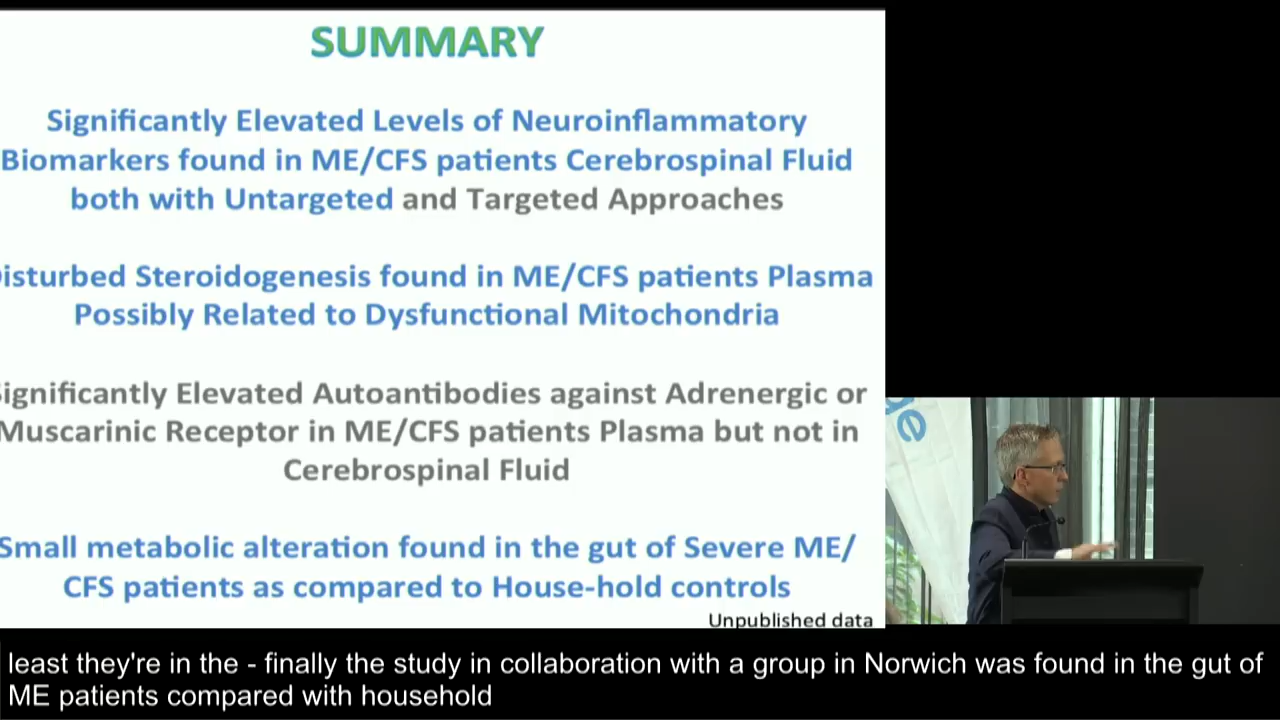 SUMMARY
Significantly Elevated Levels of Neuroinflammatory
Biomarkers found in ME/CFS patients Cerebrospinal Fluid
both with Untargeted and Targeted Approaches
isturbed Steroidogenesis found in ME/CFS patients Plasma
Possibly Related to Dysfunctional Mitochondria
ignificantly Elevated Autoantibodies against Adrenergic or
Muscarinic Receptor in ME/CFS patients Plasma but not in
Cerebrospinal Fluid
Small metabolic alteration found in the gut of Severe ME/
CFS patients as compared to House-hold controls
Unpublished data
ge
least they're in the - finally the study in collaboration with a group in Norwich was found in the gut of
ME patients compared with household